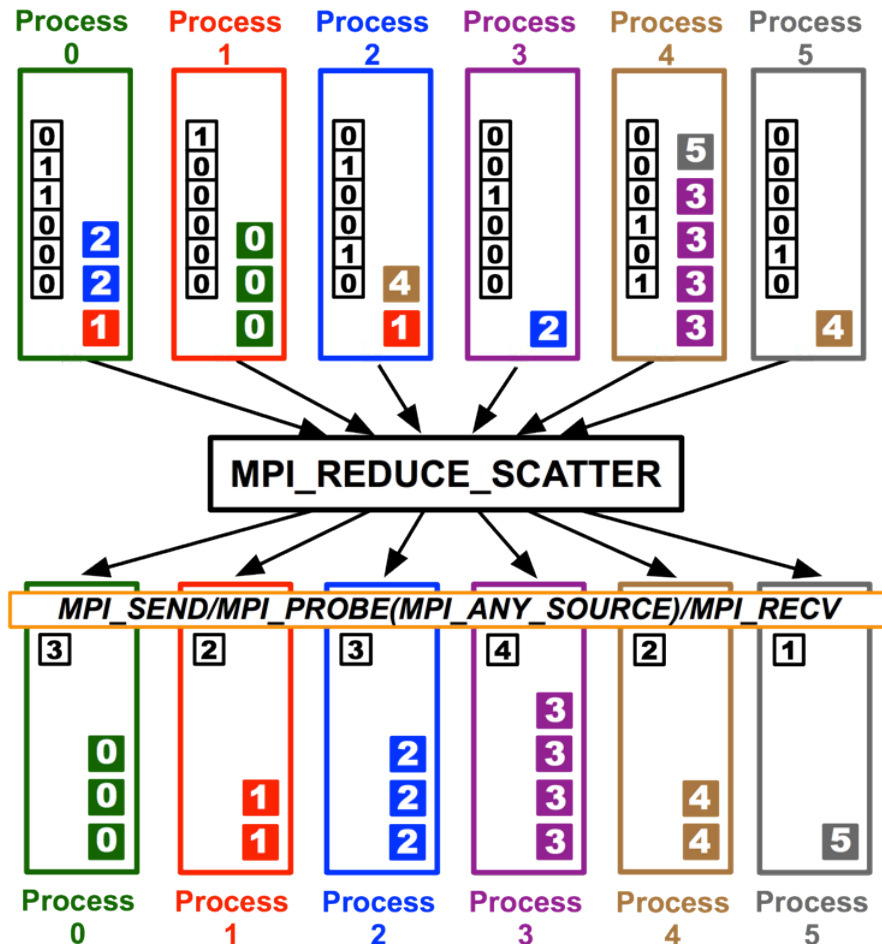 Process Process Process Process Process Process
0 1 2 3 4 5
0 1 0 0 0 0
5
1 0 1 0 0 0
1 0 0 1 0 0
3
0 0 0 0 1 0
2 0 3
0 0 1 0 0 1
0 0 0 0 1 0
2 0 4 3
1 0 1 2 3 4
MPI_REDUCE_SCATTER
MPI_SEND/MPI_PROBE(MPI_ANY_SOURCE)/MPI_RECV
3 2 3 4 2 1
3
0 2 3
0 1 2 3 4
0 1 2 3 4 5
Process Process Process Process Process Process
0 1 2 3 4 5